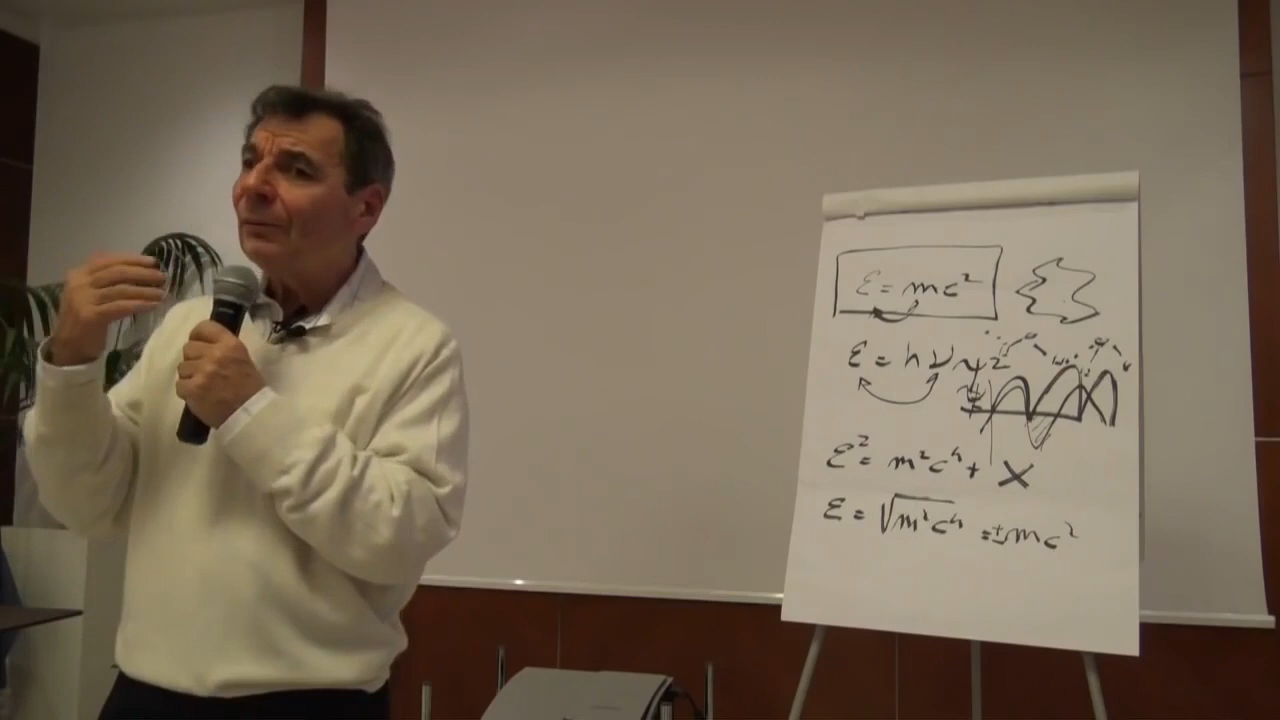 E = mc²
E = hν
E² = m²c⁴ + X
E = √m²c⁴ = ± mc²